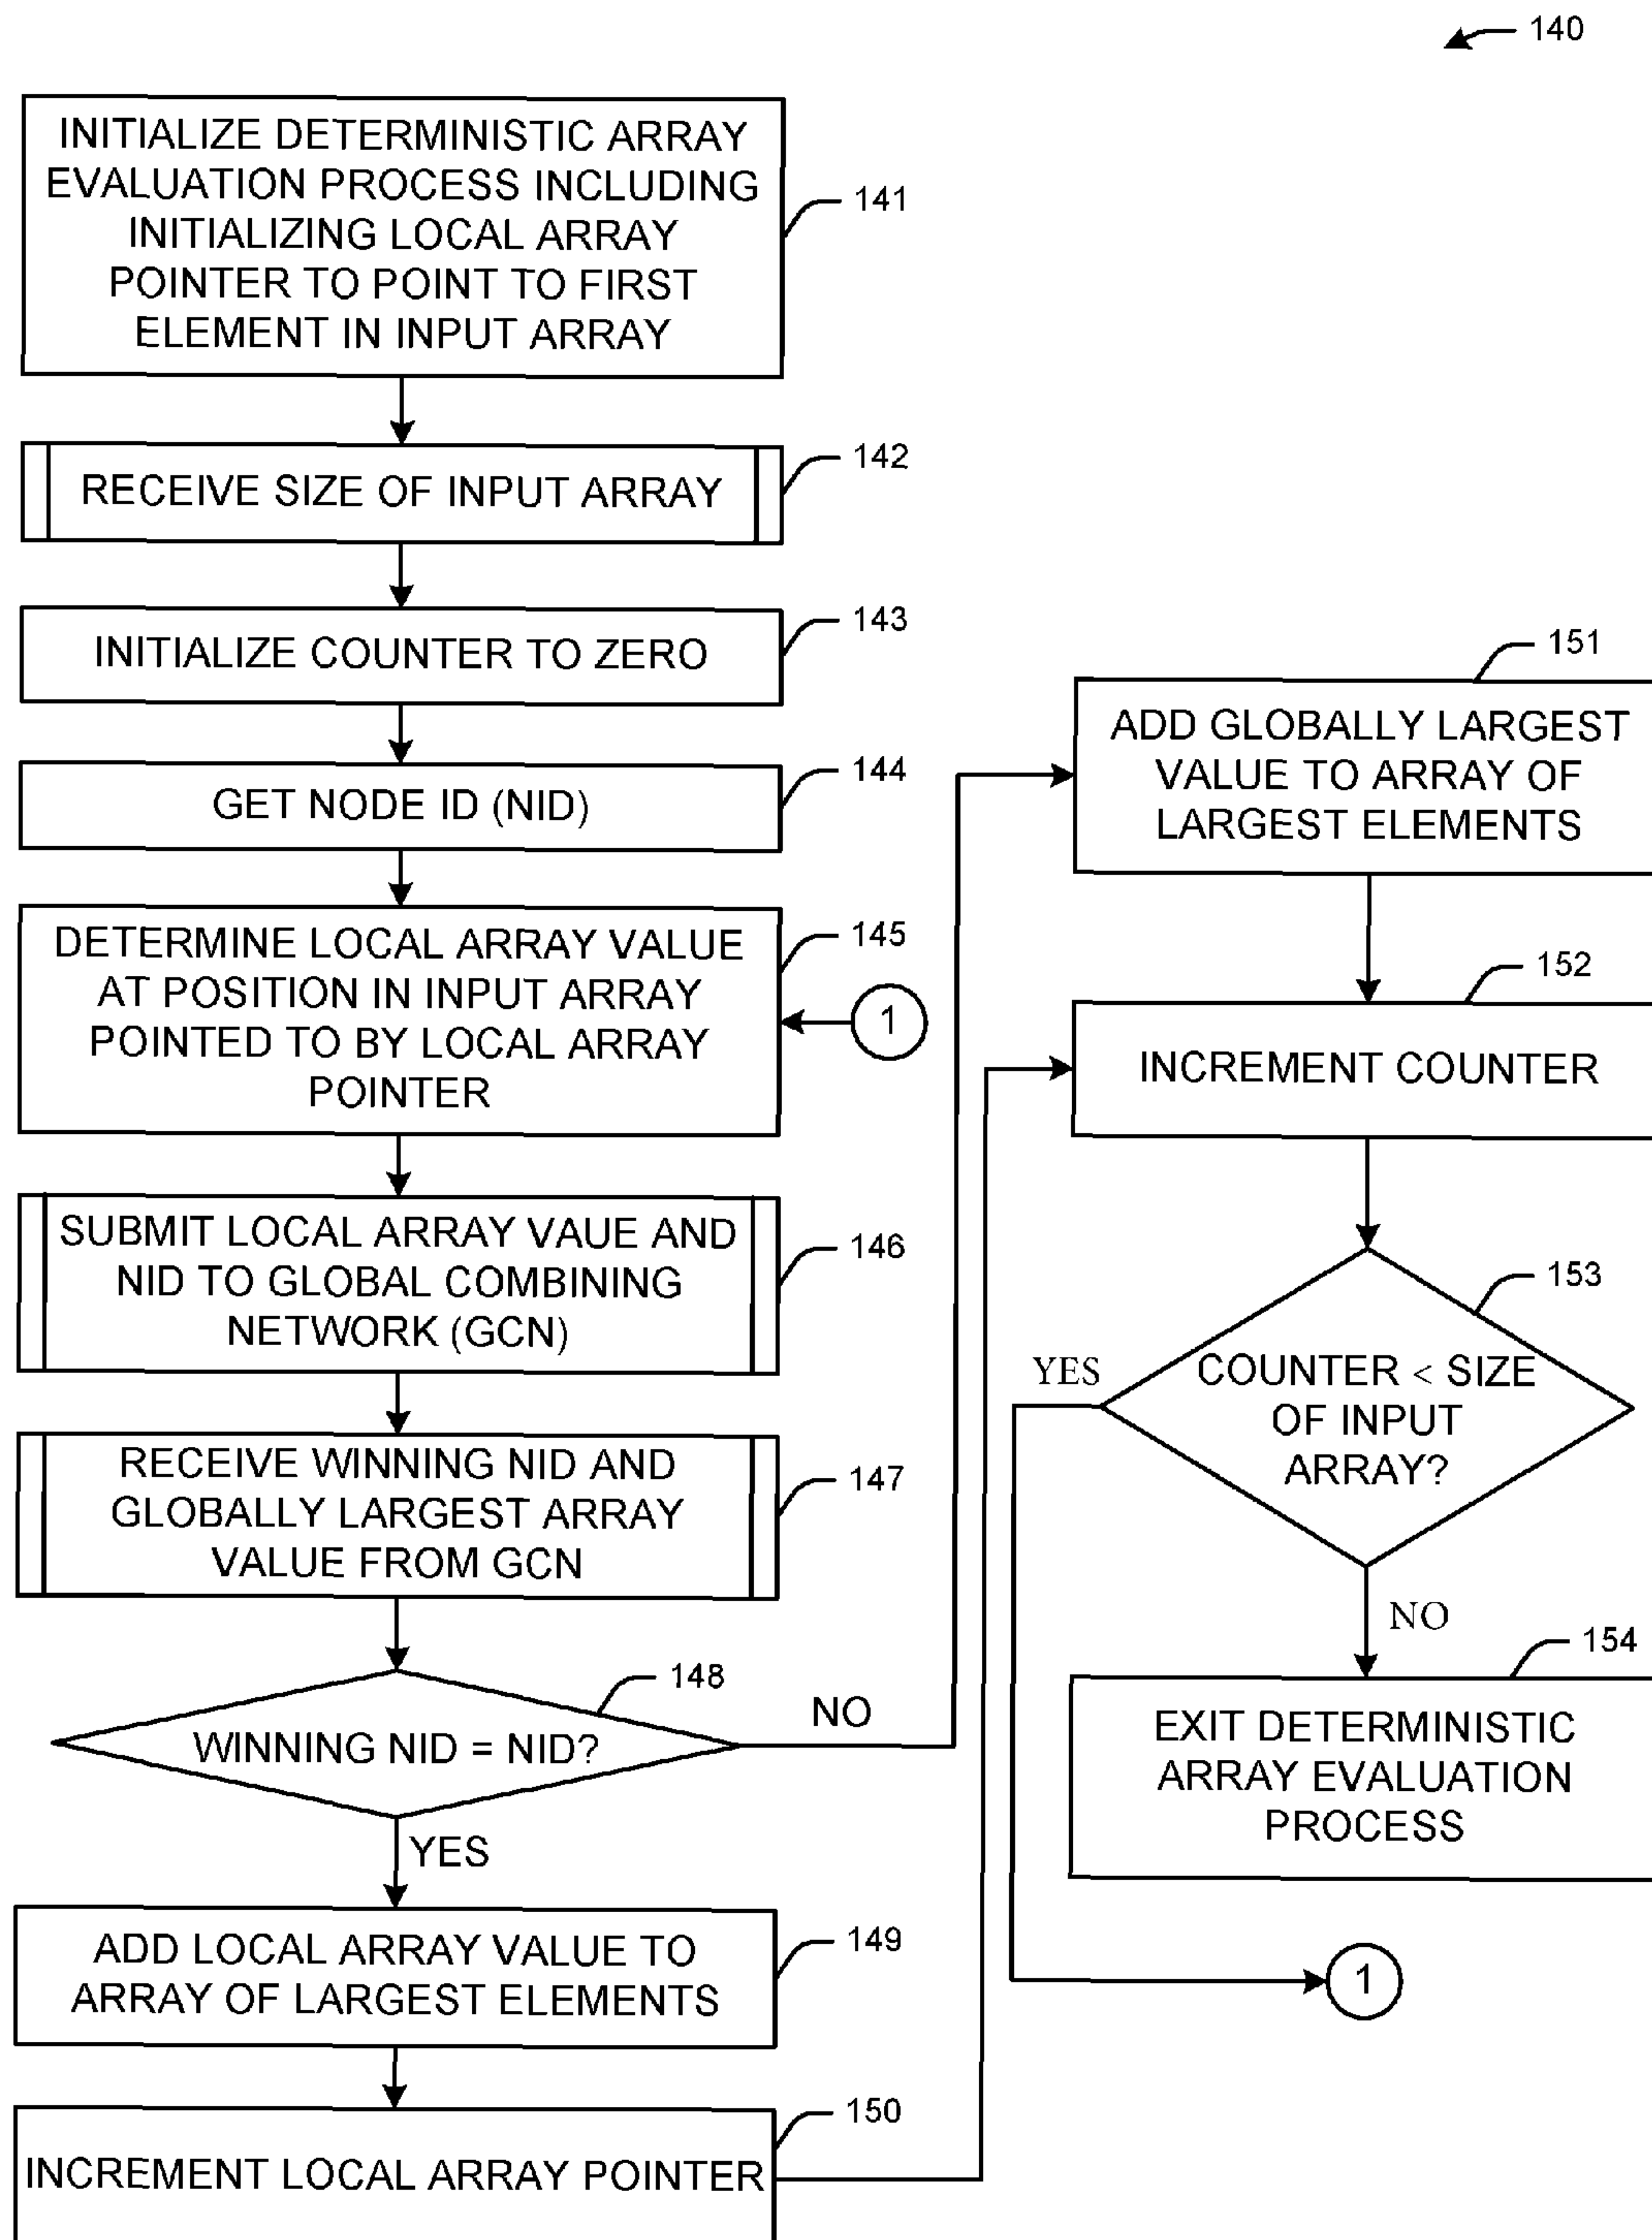 140
INITIALIZE DETERMINISTIC ARRAY
EVALUATION PROCESS INCLUDING
INITIALIZING LOCAL ARRAY
POINTER TO POINT TO FIRST
ELEMENT IN INPUT ARRAY
141
RECEIVE SIZE OF INPUT ARRAY
142
INITIALIZE COUNTER TO ZERO
143
GET NODE ID (NID)
144
DETERMINE LOCAL ARRAY VALUE
AT POSITION IN INPUT ARRAY
POINTED TO BY LOCAL ARRAY
POINTER
145
1
SUBMIT LOCAL ARRAY VAUE AND
NID TO GLOBAL COMBINING
NETWORK (GCN)
146
RECEIVE WINNING NID AND
GLOBALLY LARGEST ARRAY
VALUE FROM GCN
147
WINNING NID = NID?
148
NO
YES
ADD LOCAL ARRAY VALUE TO
ARRAY OF LARGEST ELEMENTS
149
INCREMENT LOCAL ARRAY POINTER
150
151
ADD GLOBALLY LARGEST
VALUE TO ARRAY OF
LARGEST ELEMENTS
152
INCREMENT COUNTER
153
COUNTER < SIZE
OF INPUT
ARRAY?
YES
NO
154
EXIT DETERMINISTIC
ARRAY EVALUATION
PROCESS
1